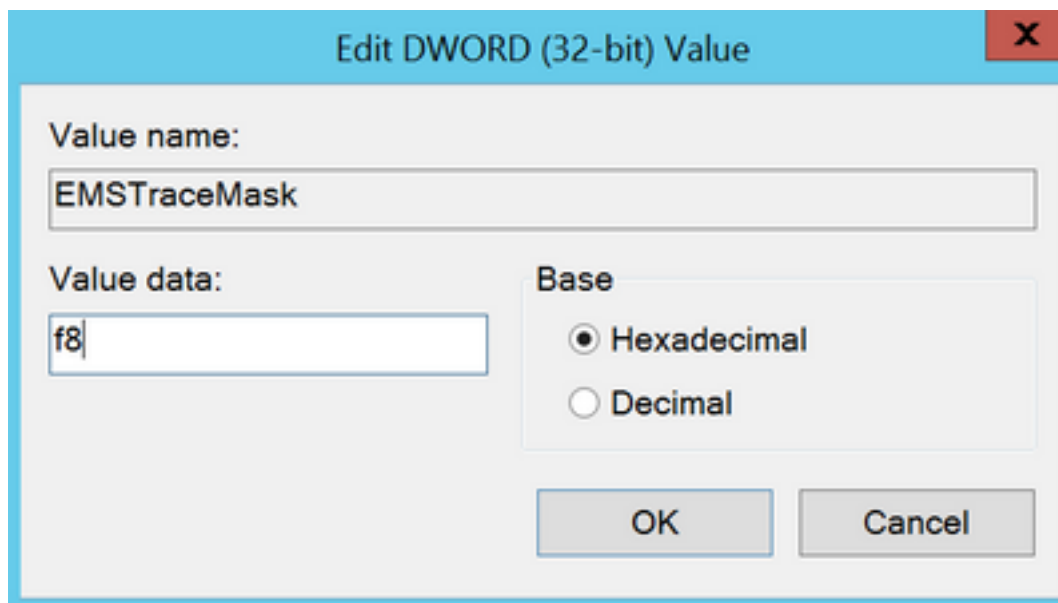 Edit DWORD (32-bit) Value
x
Value name:
EMSTraceMask
Value data:
f8
Base
Hexadecimal
Decimal
OK
Cancel